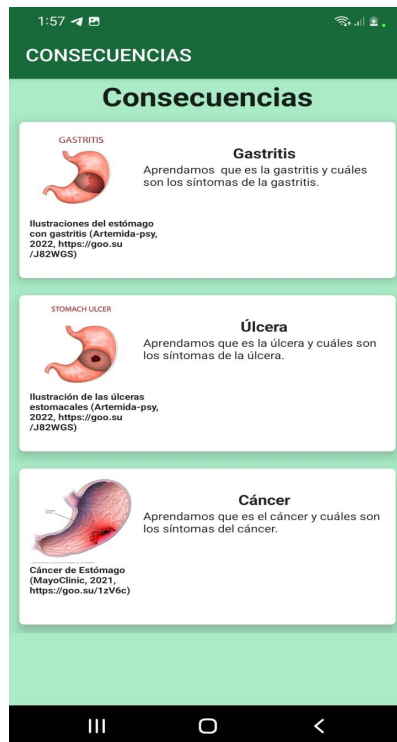 1:57
CONSECUENCIAS
Consecuencias
GASTRITIS
Gastritis
Aprendamos que es la gastritis y cuáles
son los síntomas de la gastritis.
Ilustraciones del estómago
con gastritis (Artemida-psy,
2022, https://goo.su
/J82WGS)
STOMACH ULCER
Úlcera
Aprendamos que es la úlcera y cuáles son
los síntomas de la úlcera.
Ilustración de las úlceras
estomacales (Artemida-psy,
2022, https://goo.su
/J82WGS)
Cáncer
Aprendamos que es el cáncer y cuáles son
los síntomas del cáncer.
Cáncer de Estómago
(MayoClinic, 2021,
https://goo.su/1zV6c)